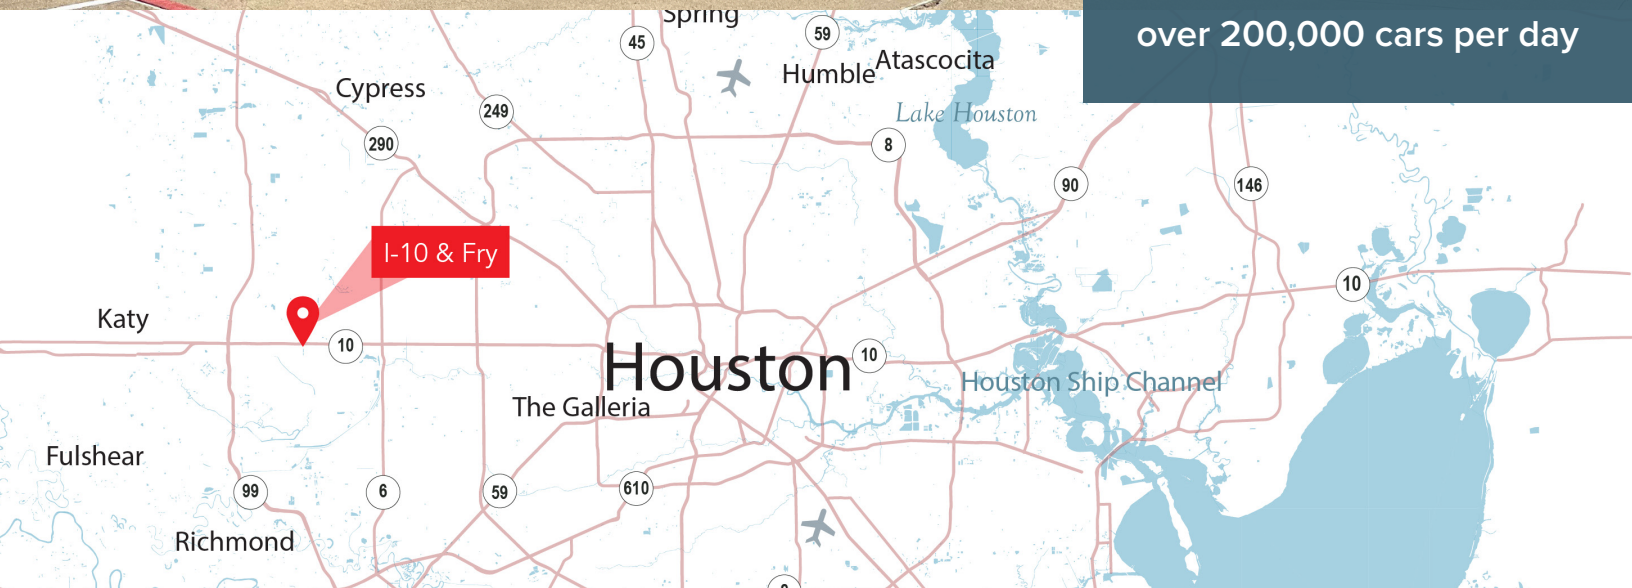 over 200,000 cars per day
Spring
45
59
Humble
Atascocita
Cypress
249
Lake Houston
290
8
90
146
I-10 & Fry
10
Katy
10
Houston
10
Houston Ship Channel
The Galleria
Fulshear
99
6
59
610
Richmond